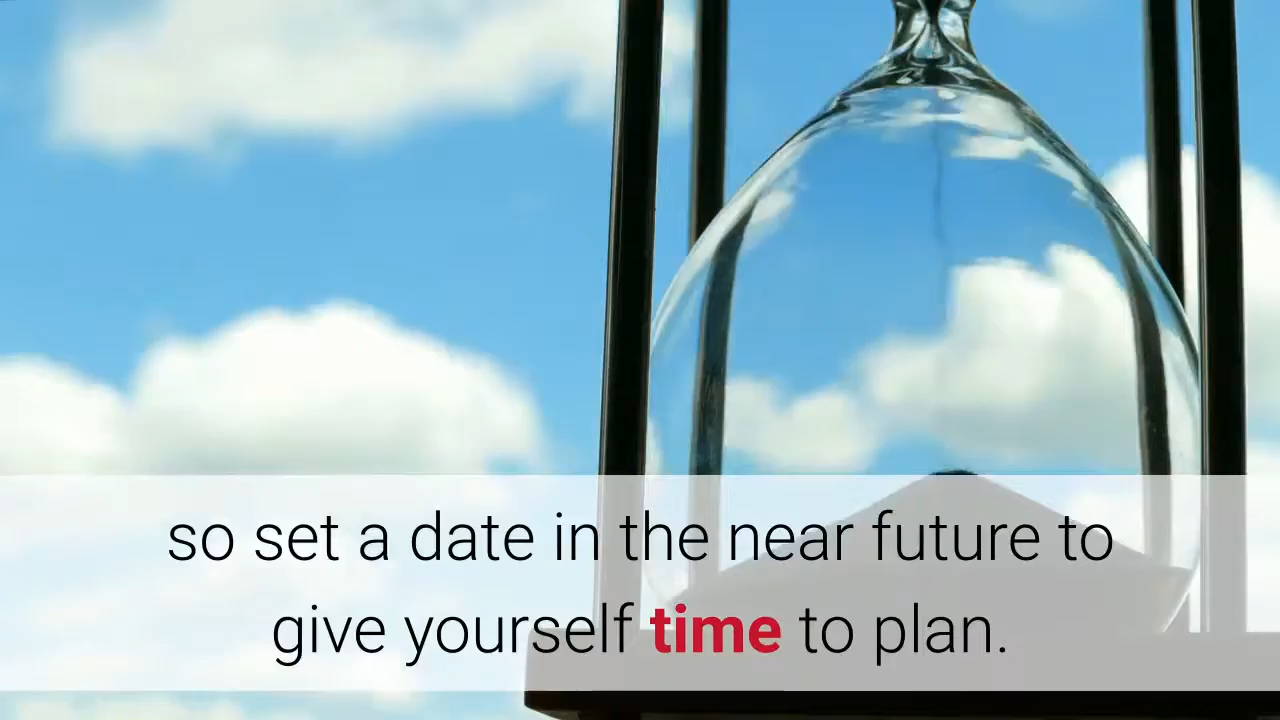 so set a date in the near future to
give yourself time to plan.